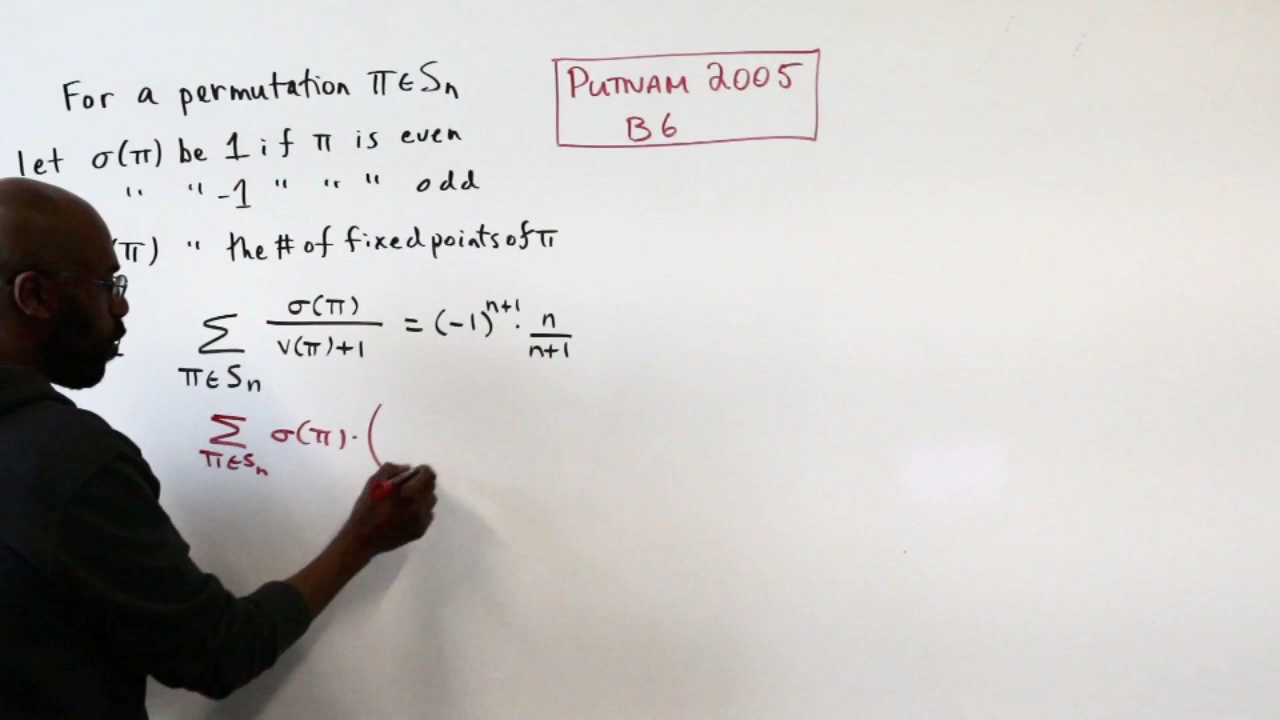 For a permutation π∈Sn
let σ(π) be 1 if π is even
" " -1 " " " odd
(π) " the # of fixed points of π
∑ π∈Sn σ(π) / v(π)+1 = (-1)^n+1 · n / n+1
∑ π∈Sn σ(π) · (
PUTNAM 2005
B6